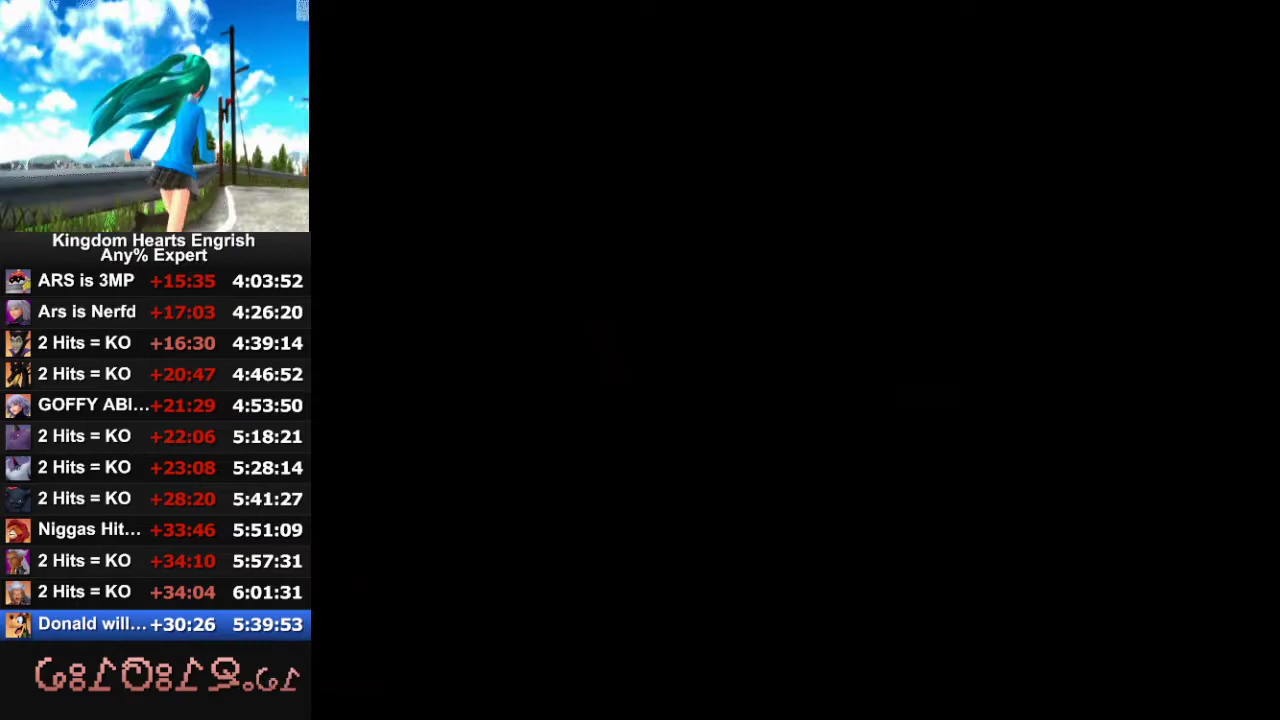 Kingdom Hearts Engrish
Any% Expert
ARS is 3MP +15:35 4:03:52
Ars is Nerfd +17:03 4:26:20
2 Hits = KO +16:30 4:39:14
2 Hits = KO +20:47 4:46:52
GOFFY ABI... +21:29 4:53:50
2 Hits = KO +22:06 5:18:21
2 Hits = KO +23:08 5:28:14
2 Hits = KO +28:20 5:41:27
Niggas Hit... +33:46 5:51:09
2 Hits = KO +34:10 5:57:31
2 Hits = KO +34:04 6:01:31
Donald will... +30:26 5:39:53